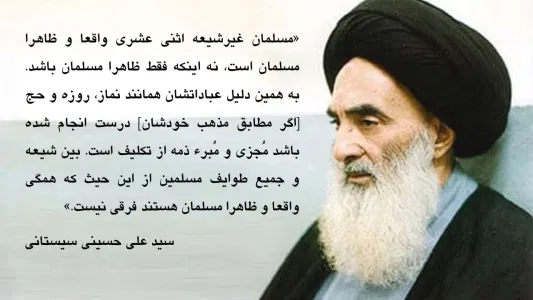 «مسلمان غیرشیعه اثنی عشری واقعا و ظاهرا
مسلمان است، نه اینکه فقط ظاهرا مسلمان باشد.
به همین دلیل عباداتشان همانند نماز، روزه و حج
[اگر مطابق مذهب خودشان] درست انجام شده
باشد مُجزی و مُبرء ذمه از تکلیف است. بین شیعه
و جمیع طوایف مسلمین از این حیث که همگی
واقعا و ظاهرا مسلمان هستند فرقی نیست.»
سید علی حسینی سیستانی